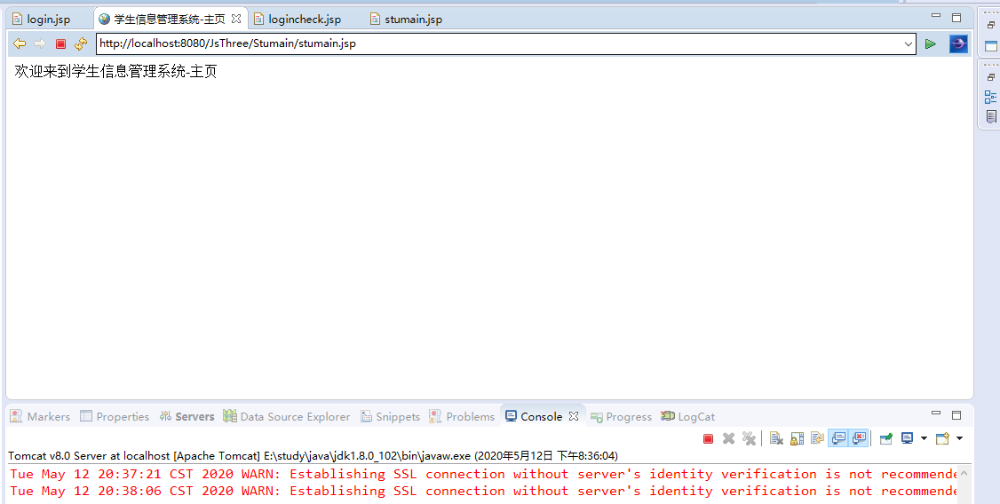 login.jsp 学生信息管理系统-主页 logincheck.jsp stumain.jsp
http://localhost:8080/JsThree/Stumain/stumain.jsp
欢迎来到学生信息管理系统-主页
Markers Properties Servers Data Source Explorer Snippets Problems Console Progress LogCat
Tomcat v8.0 Server at localhost [Apache Tomcat] E:\study\java\jdk1.8.0_102\bin\javaw.exe (2020年5月12日 下午8:36:04)
Tue May 12 20:37:21 CST 2020 WARN: Establishing SSL connection without server's identity verification is not recommende
Tue May 12 20:38:06 CST 2020 WARN: Establishing SSL connection without server's identity verification is not recommende